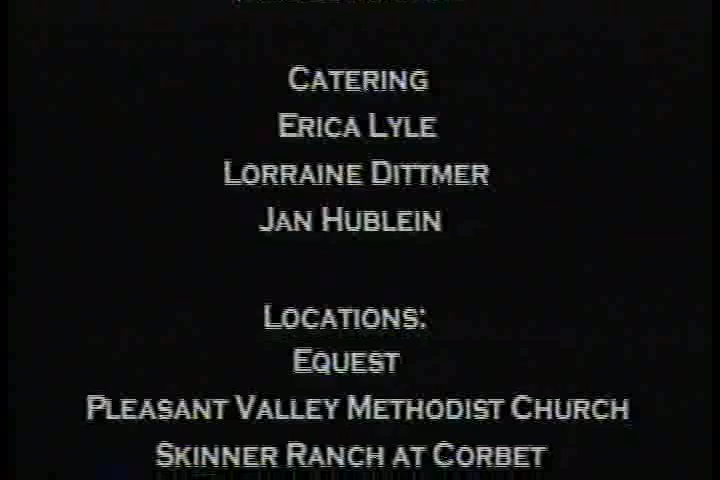 Catering
Erica Lyle
Lorraine Dittmer
Jan Hublein
Locations:
Equest
Pleasant Valley Methodist Church
Skinner Ranch at Corbet